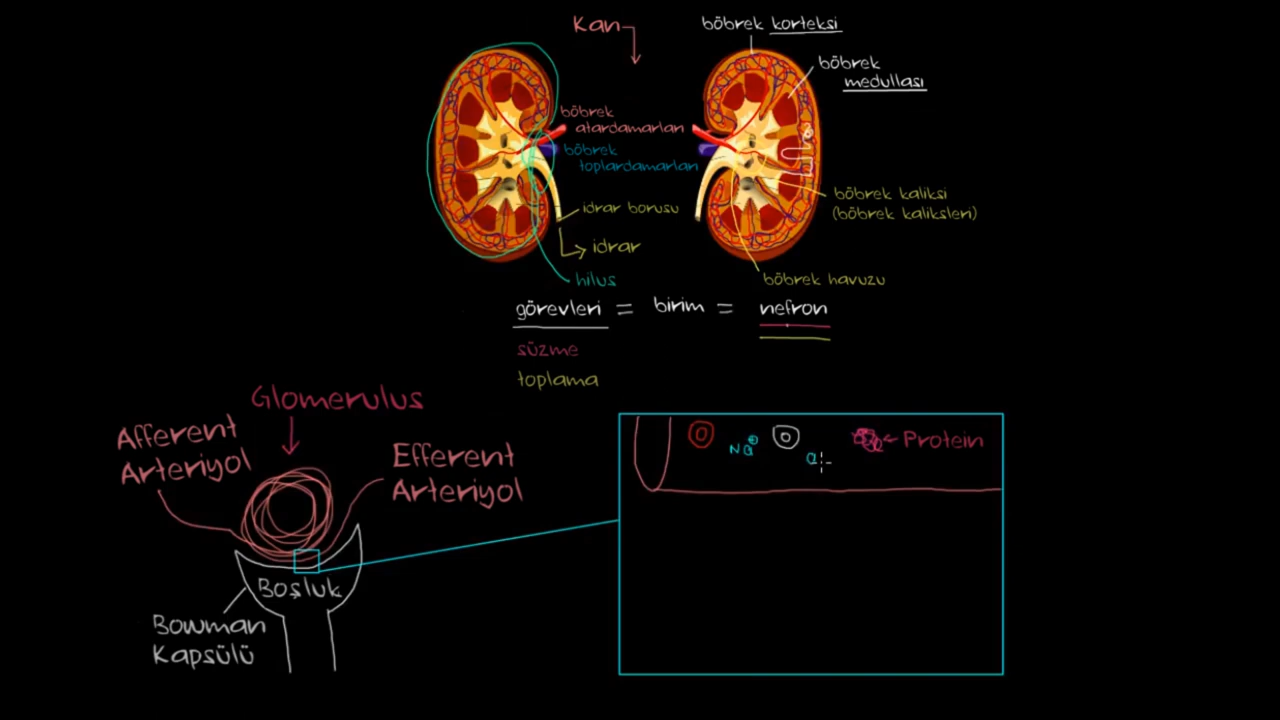 Kan
böbrek korteksi
böbrek
medullası
böbrek
atardamarları
böbrek
toplardamarları
böbrek kaliksi
(böbrek kaliksleri)
idrar borusu
idrar
hilus
böbrek havuzu
görevleri = birim = nefron
süzme
toplama
Glomerulus
Afferent
Arteriyol
Efferent
Arteriyol
Boşluk
Bowman
Kapsülü
Na⊕
Protein